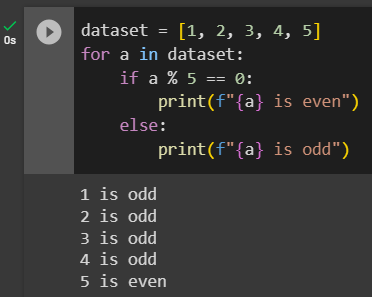 0s
dataset = [1, 2, 3, 4, 5]
for a in dataset:
    if a % 5 == 0:
        print(f"{a} is even")
    else:
        print(f"{a} is odd")
1 is odd
2 is odd
3 is odd
4 is odd
5 is even